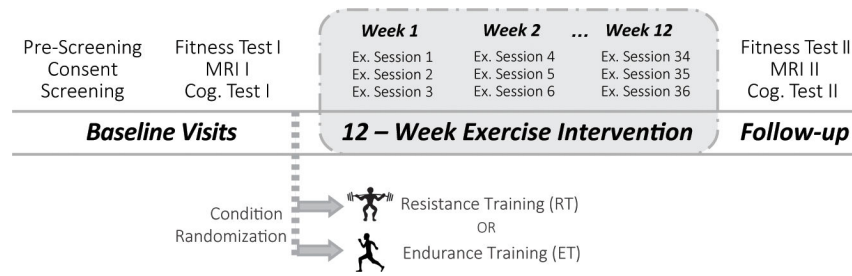 Pre-Screening
Consent
Screening
Fitness Test I
MRI I
Cog. Test I
Week 1
Ex. Session 1
Ex. Session 2
Ex. Session 3
Week 2
Ex. Session 4
Ex. Session 5
Ex. Session 6
...
Week 12
Ex. Session 34
Ex. Session 35
Ex. Session 36
Fitness Test II
MRI II
Cog. Test II
Baseline Visits
12 – Week Exercise Intervention
Follow-up
Condition
Randomization
Resistance Training (RT)
OR
Endurance Training (ET)